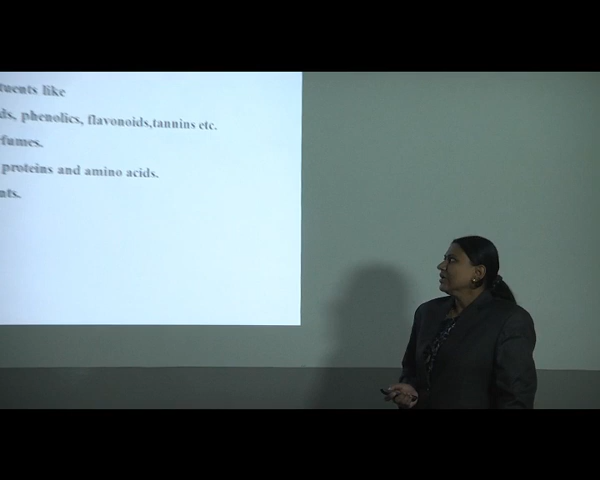 tuents like
ds, phenolics, flavonoids,tannins etc.
fumes.
proteins and amino acids.
nts.